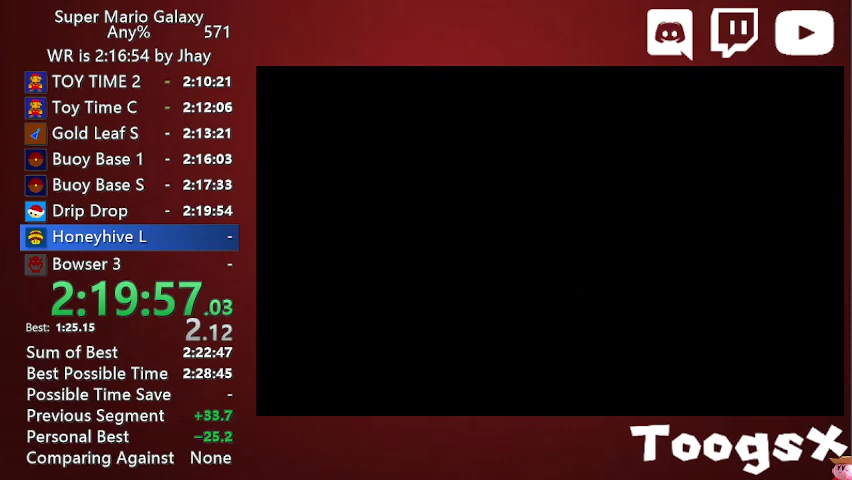 Super Mario Galaxy
Any% 571
WR is 2:16:54 by Jhay
TOY TIME 2 - 2:10:21
Toy Time C - 2:12:06
Gold Leaf S - 2:13:21
Buoy Base 1 - 2:16:03
Buoy Base S - 2:17:33
Drip Drop - 2:19:54
Honeyhive L -
Bowser 3 -
2:19:57.03
Best: 1:25.15 2.12
Sum of Best 2:22:47
Best Possible Time 2:28:45
Possible Time Save -
Previous Segment +33.7
Personal Best −25.2
Comparing Against None
ToogsX